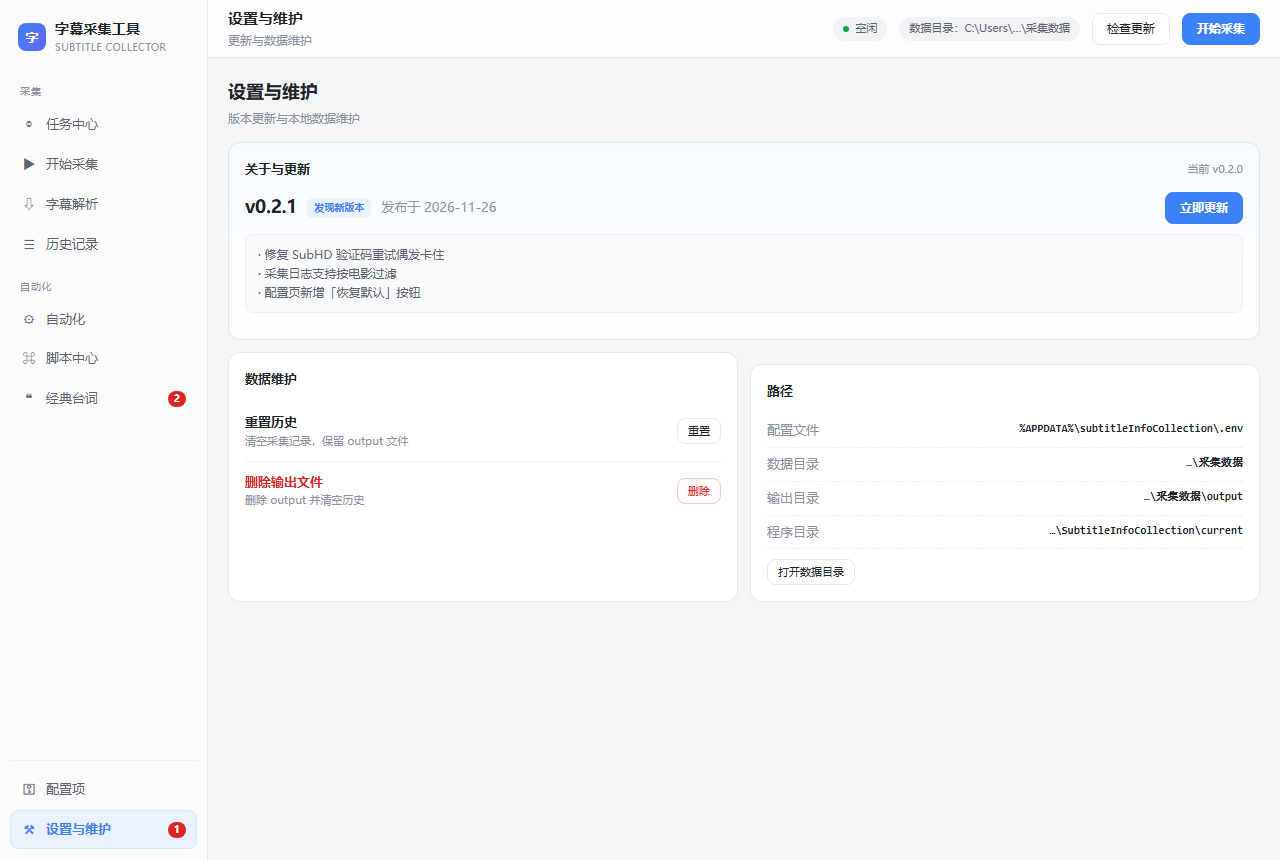 字
字幕采集工具
SUBTITLE COLLECTOR
采集
任务中心
开始采集
字幕解析
历史记录
自动化
自动化
脚本中心
经典台词
2
配置项
设置与维护
1
设置与维护
更新与数据维护
空闲
数据目录：C:\Users\...\采集数据
检查更新
开始采集
设置与维护
版本更新与本地数据维护
关于与更新
当前 v0.2.0
v0.2.1
发现新版本
发布于 2026-11-26
立即更新
· 修复 SubHD 验证码重试偶发卡住
· 采集日志支持按电影过滤
· 配置页新增「恢复默认」按钮
数据维护
重置历史
清空采集记录，保留 output 文件
重置
删除输出文件
删除 output 并清空历史
删除
路径
配置文件
%APPDATA%\subtitleInfoCollection\.env
数据目录
…\采集数据
输出目录
…\采集数据\output
程序目录
…\SubtitleInfoCollection\current
打开数据目录